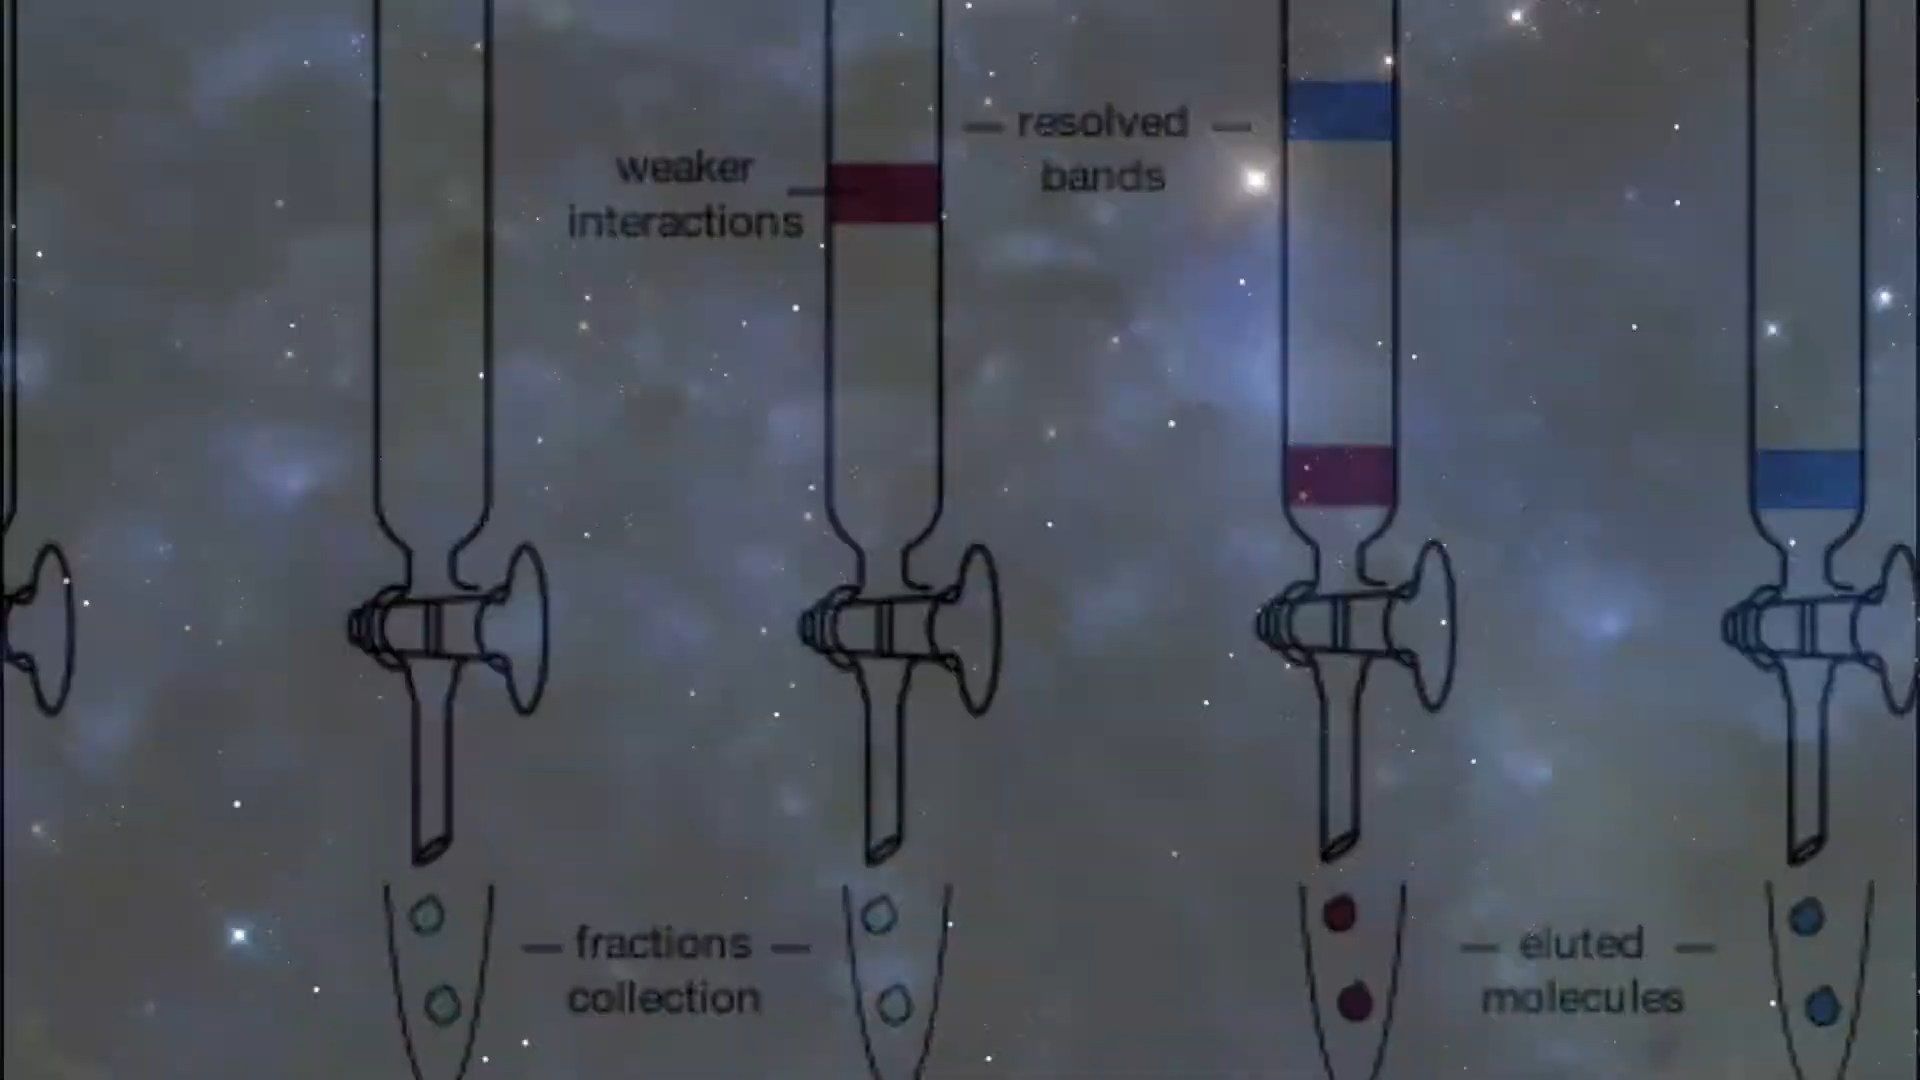 resolved
bands
weaker
interactions
fractions
collection
eluted
molecules